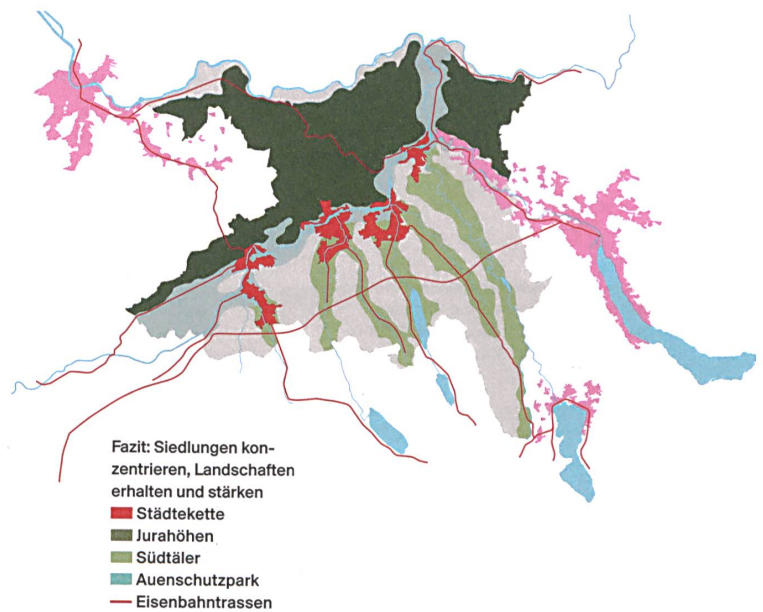 Fazit: Siedlungen kon-
zentrieren, Landschaften
erhalten und stärken
Städtekette
Jurahöhen
Südtäler
Auenschutzpark
Eisenbahntrassen